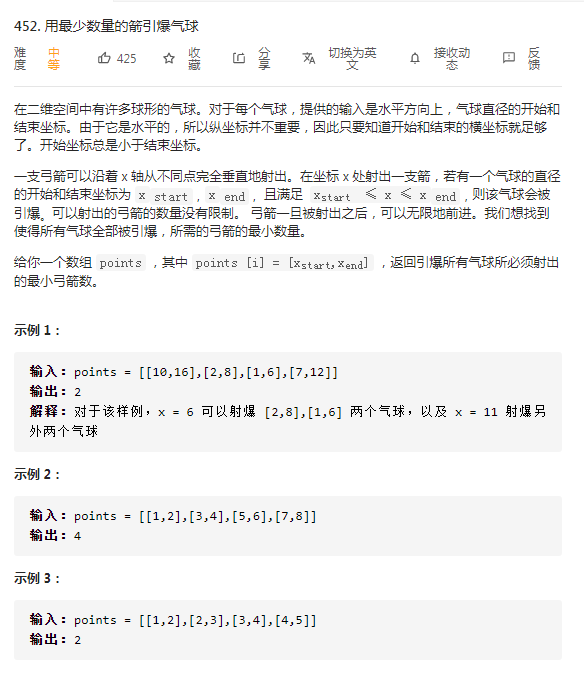 452. 用最少数量的箭引爆气球
难度 中等 425 收藏 分享 切换为英文 接收动态 反馈
在二维空间中有许多球形的气球。对于每个气球，提供的输入是水平方向上，气球直径的开始和
结束坐标。由于它是水平的，所以纵坐标并不重要，因此只要知道开始和结束的横坐标就足够
了。开始坐标总是小于结束坐标。
一支弓箭可以沿着 x 轴从不同点完全垂直地射出。在坐标 x 处射出一支箭，若有一个气球的直径
的开始和结束坐标为 x start , x end ， 且满足 xstart ≤ x ≤ x end ，则该气球会被
引爆。可以射出的弓箭的数量没有限制。 弓箭一旦被射出之后，可以无限地前进。我们想找到
使得所有气球全部被引爆，所需的弓箭的最小数量。
给你一个数组 points ，其中 points [i] = [xstart,xend] ，返回引爆所有气球所必须射出
的最小弓箭数。
示例 1：
输入：points = [[10,16],[2,8],[1,6],[7,12]]
输出：2
解释：对于该样例，x = 6 可以射爆 [2,8],[1,6] 两个气球，以及 x = 11 射爆另
外两个气球
示例 2：
输入：points = [[1,2],[3,4],[5,6],[7,8]]
输出：4
示例 3：
输入：points = [[1,2],[2,3],[3,4],[4,5]]
输出：2